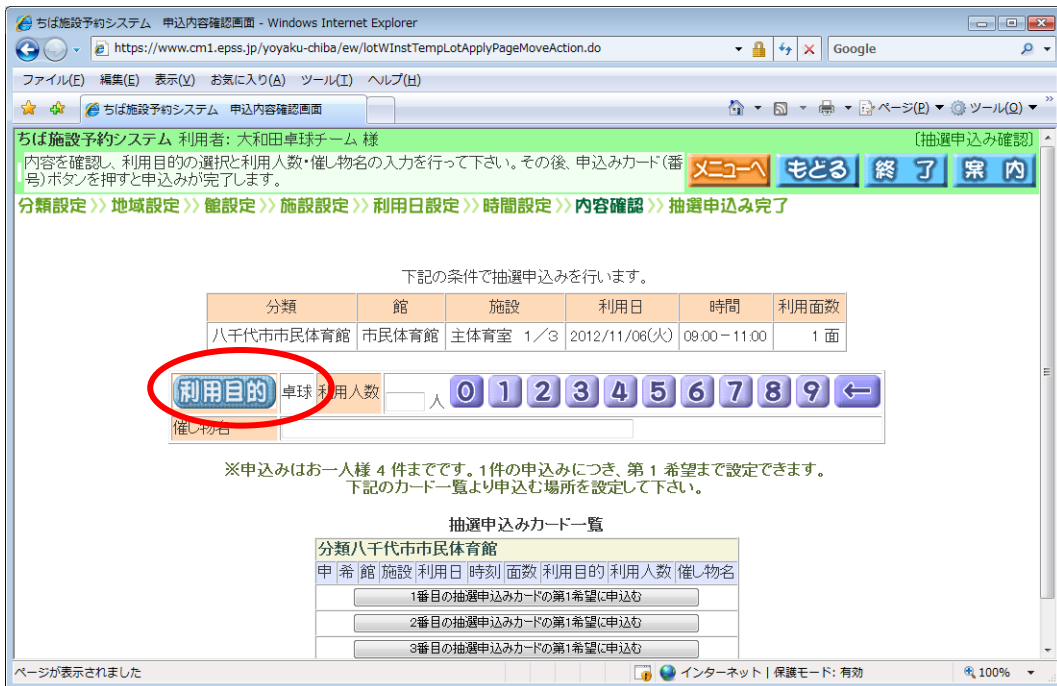 ちば施設予約システム 申込内容確認画面 - Windows Internet Explorer
https://www.cm1.epss.jp/yoyaku-chiba/ew/lotWInstTempLotApplyPageMoveAction.do
Google
ファイル(F) 編集(E) 表示(V) お気に入り(A) ツール(T) ヘルプ(H)
ちば施設予約システム 申込内容確認画面
ページ(P) ツール(O) »
ちば施設予約システム 利用者: 大和田卓球チーム 様 〔抽選申込み確認〕
内容を確認し、利用目的の選択と利用人数・催し物名の入力を行って下さい。その後、申込みカード(番
号)ボタンを押すと申込みが完了します。
メニューへ もどる 終了 案内
分類設定 >> 地域設定 >> 館設定 >> 施設設定 >> 利用日設定 >> 時間設定 >> 内容確認 >> 抽選申込み完了
下記の条件で抽選申込みを行います。
分類 館 施設 利用日 時間 利用面数
八千代市市民体育館 市民体育館 主体育室 1/3 2012/11/06(火) 09:00-11:00 1 面
利用目的 卓球 利用人数 人 0 1 2 3 4 5 6 7 8 9 ←
催し物名
※申込みはお一人様 4 件までです。1件の申込みにつき、第 1 希望まで設定できます。
下記のカード一覧より申込む場所を設定して下さい。
抽選申込みカード一覧
分類八千代市市民体育館
申 希 館 施設 利用日 時刻 面数 利用目的 利用人数 催し物名
1番目の抽選申込みカードの第1希望に申込む
2番目の抽選申込みカードの第1希望に申込む
3番目の抽選申込みカードの第1希望に申込む
ページが表示されました インターネット | 保護モード: 有効 100%